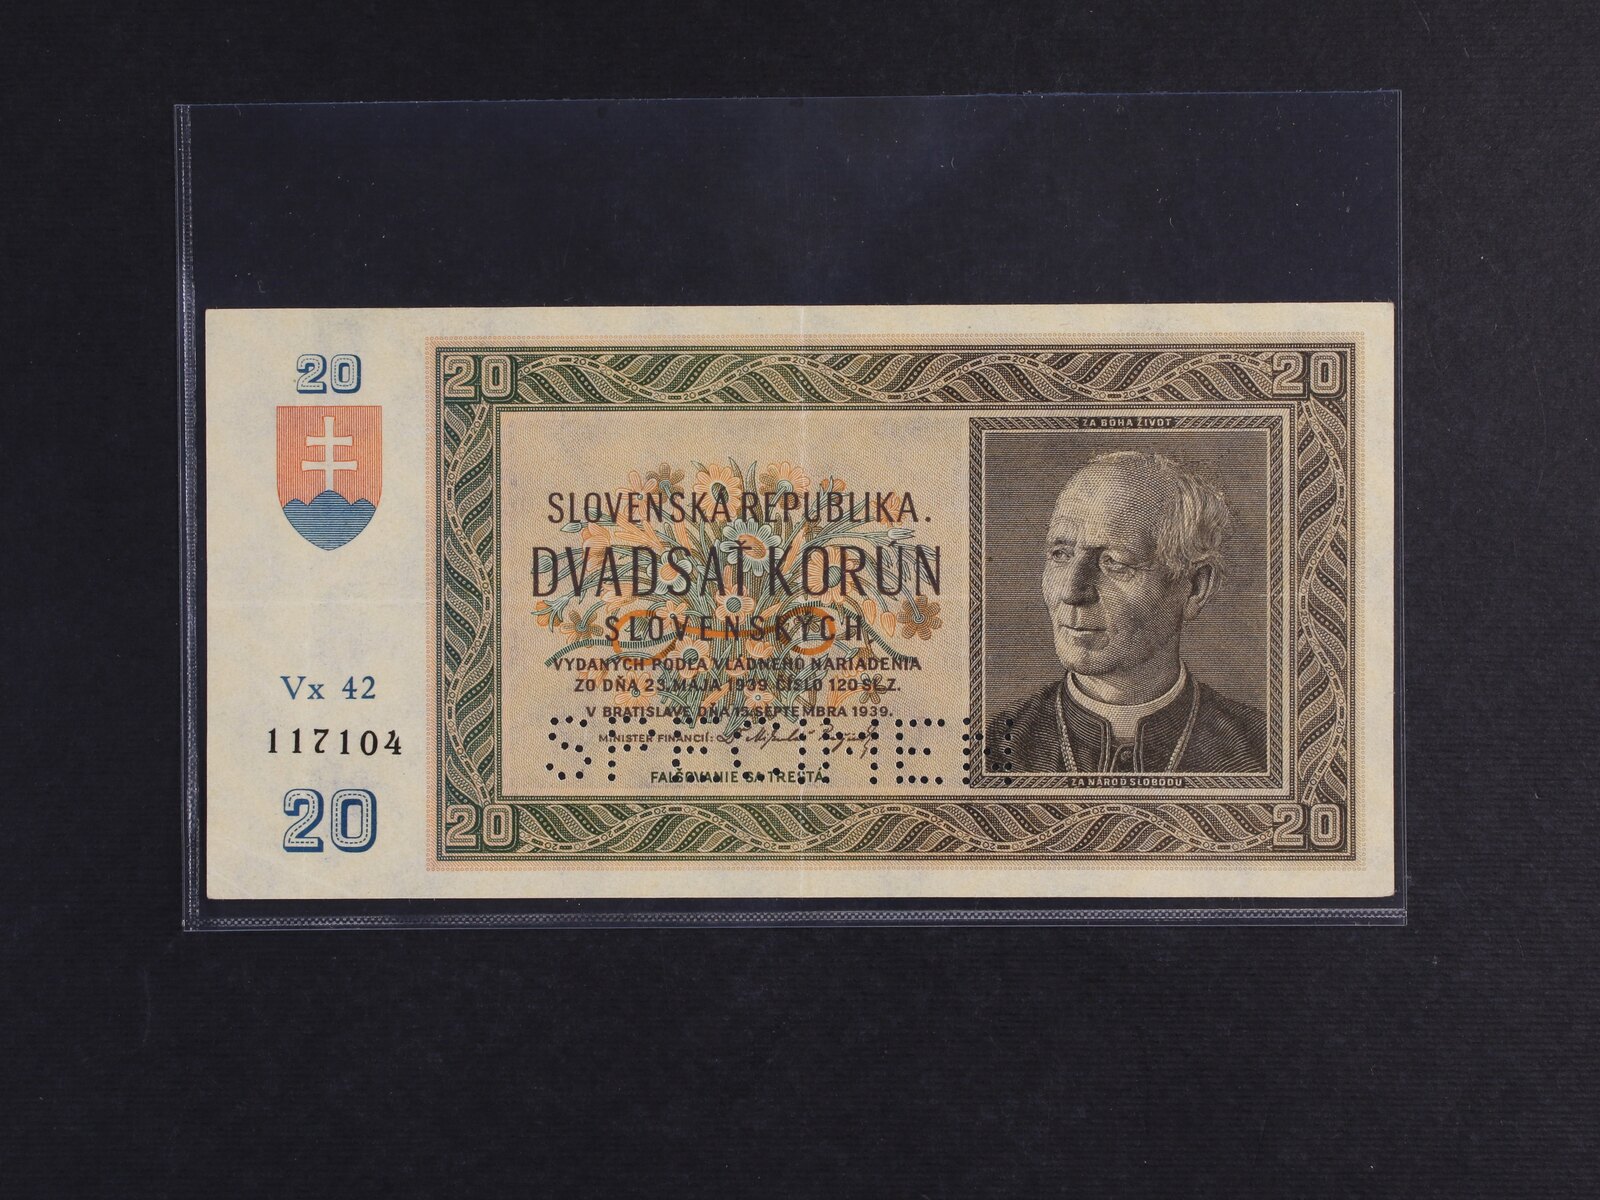 20
Vx 42
117104
20
20
20
SLOVENSKÁ REPUBLIKA.
DVADSAŤ KORÚN
SLOVENSKÝCH
VYDANÝCH PODĽA VLÁDNEHO NARIADENIA
ZO DŇA 23. MÁJA 1939 ČÍSLO 120 SL. Z.
V BRATISLAVE DŇA 15. SEPTEMBRA 1939.
MINISTER FINANCIÍ:
SPECIMEN
FALŠOVANIE SA TRESTÁ
ZA BOHA ŽIVOT
ZA NÁROD SLOBODU
20
20